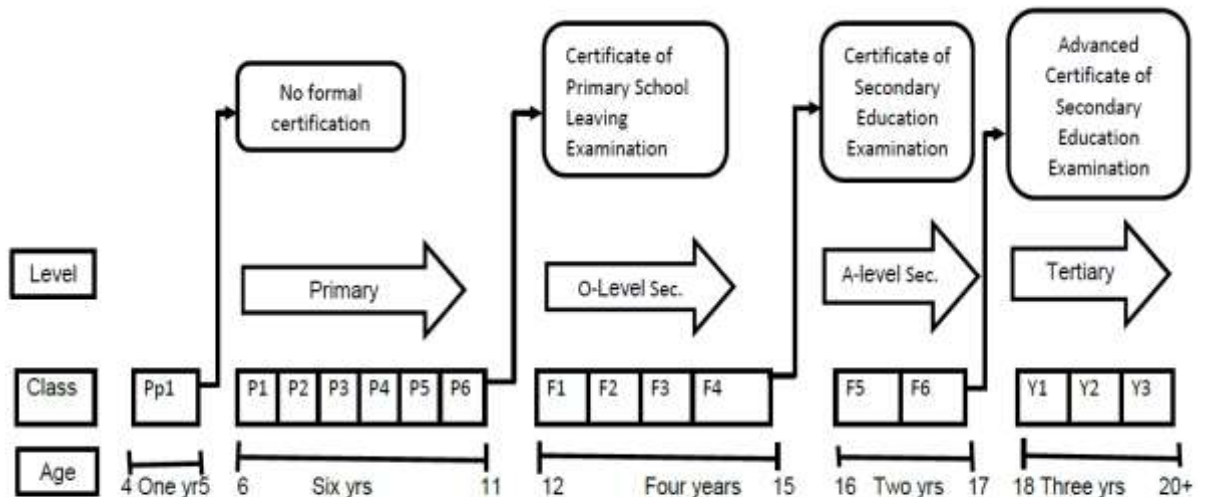 No formal
certification
Certificate of
Primary School
Leaving
Examination
Certificate of
Secondary
Education
Examination
Advanced
Certificate of
Secondary
Education
Examination
Level
Primary
O-Level Sec.
A-level Sec.
Tertiary
Class
Pp1
P1 P2 P3 P4 P5 P6
F1 F2 F3 F4
F5 F6
Y1 Y2 Y3
Age
4 One yr5
6 Six yrs 11
12 Four years 15
16 Two yrs 17
18 Three yrs 20+